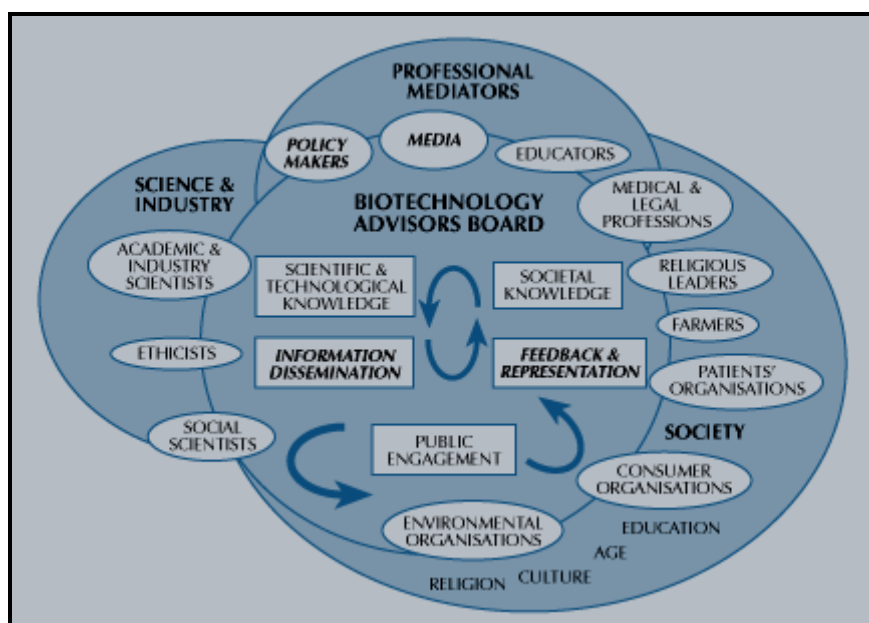 PROFESSIONAL
MEDIATORS
POLICY
MAKERS
MEDIA
EDUCATORS
SCIENCE &
INDUSTRY
MEDICAL &
LEGAL
PROFESSIONS
BIOTECHNOLOGY
ADVISORS BOARD
ACADEMIC &
INDUSTRY
SCIENTISTS
SCIENTIFIC &
TECHNOLOGICAL
KNOWLEDGE
SOCIETAL
KNOWLEDGE
RELIGIOUS
LEADERS
FARMERS
ETHICISTS
INFORMATION
DISSEMINATION
FEEDBACK &
REPRESENTATION
PATIENTS'
ORGANISATIONS
SOCIAL
SCIENTISTS
PUBLIC
ENGAGEMENT
SOCIETY
CONSUMER
ORGANISATIONS
ENVIRONMENTAL
ORGANISATIONS
EDUCATION
AGE
CULTURE
RELIGION